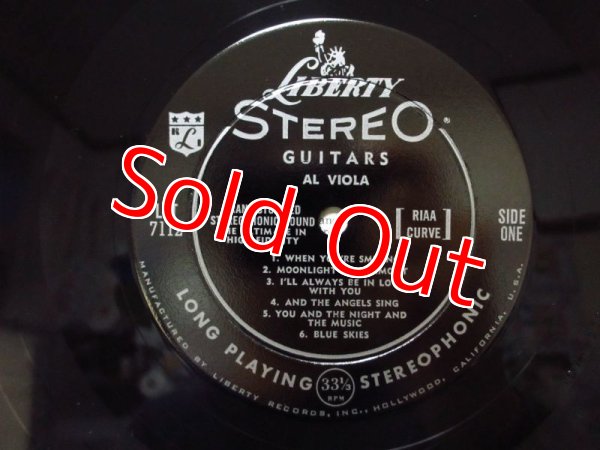 LIBERTY
STEREO ®
GUITARS
AL VIOLA
Sold Out
7112
[ RIAA CURVE ]
SIDE ONE
IN
1. WHEN YOU'RE
2. MOONLIGHT
3. I'LL ALWAYS BE IN
WITH YOU
4. AND THE ANGELS SING
5. YOU AND THE NIGHT AND
THE MUSIC
6. BLUE SKIES
LONG PLAYING 33⅓ RPM STEREOPHONIC
MANUFACTURED BY LIBERTY RECORDS, INC., HOLLYWOOD, CALIFORNIA, U.S.A.